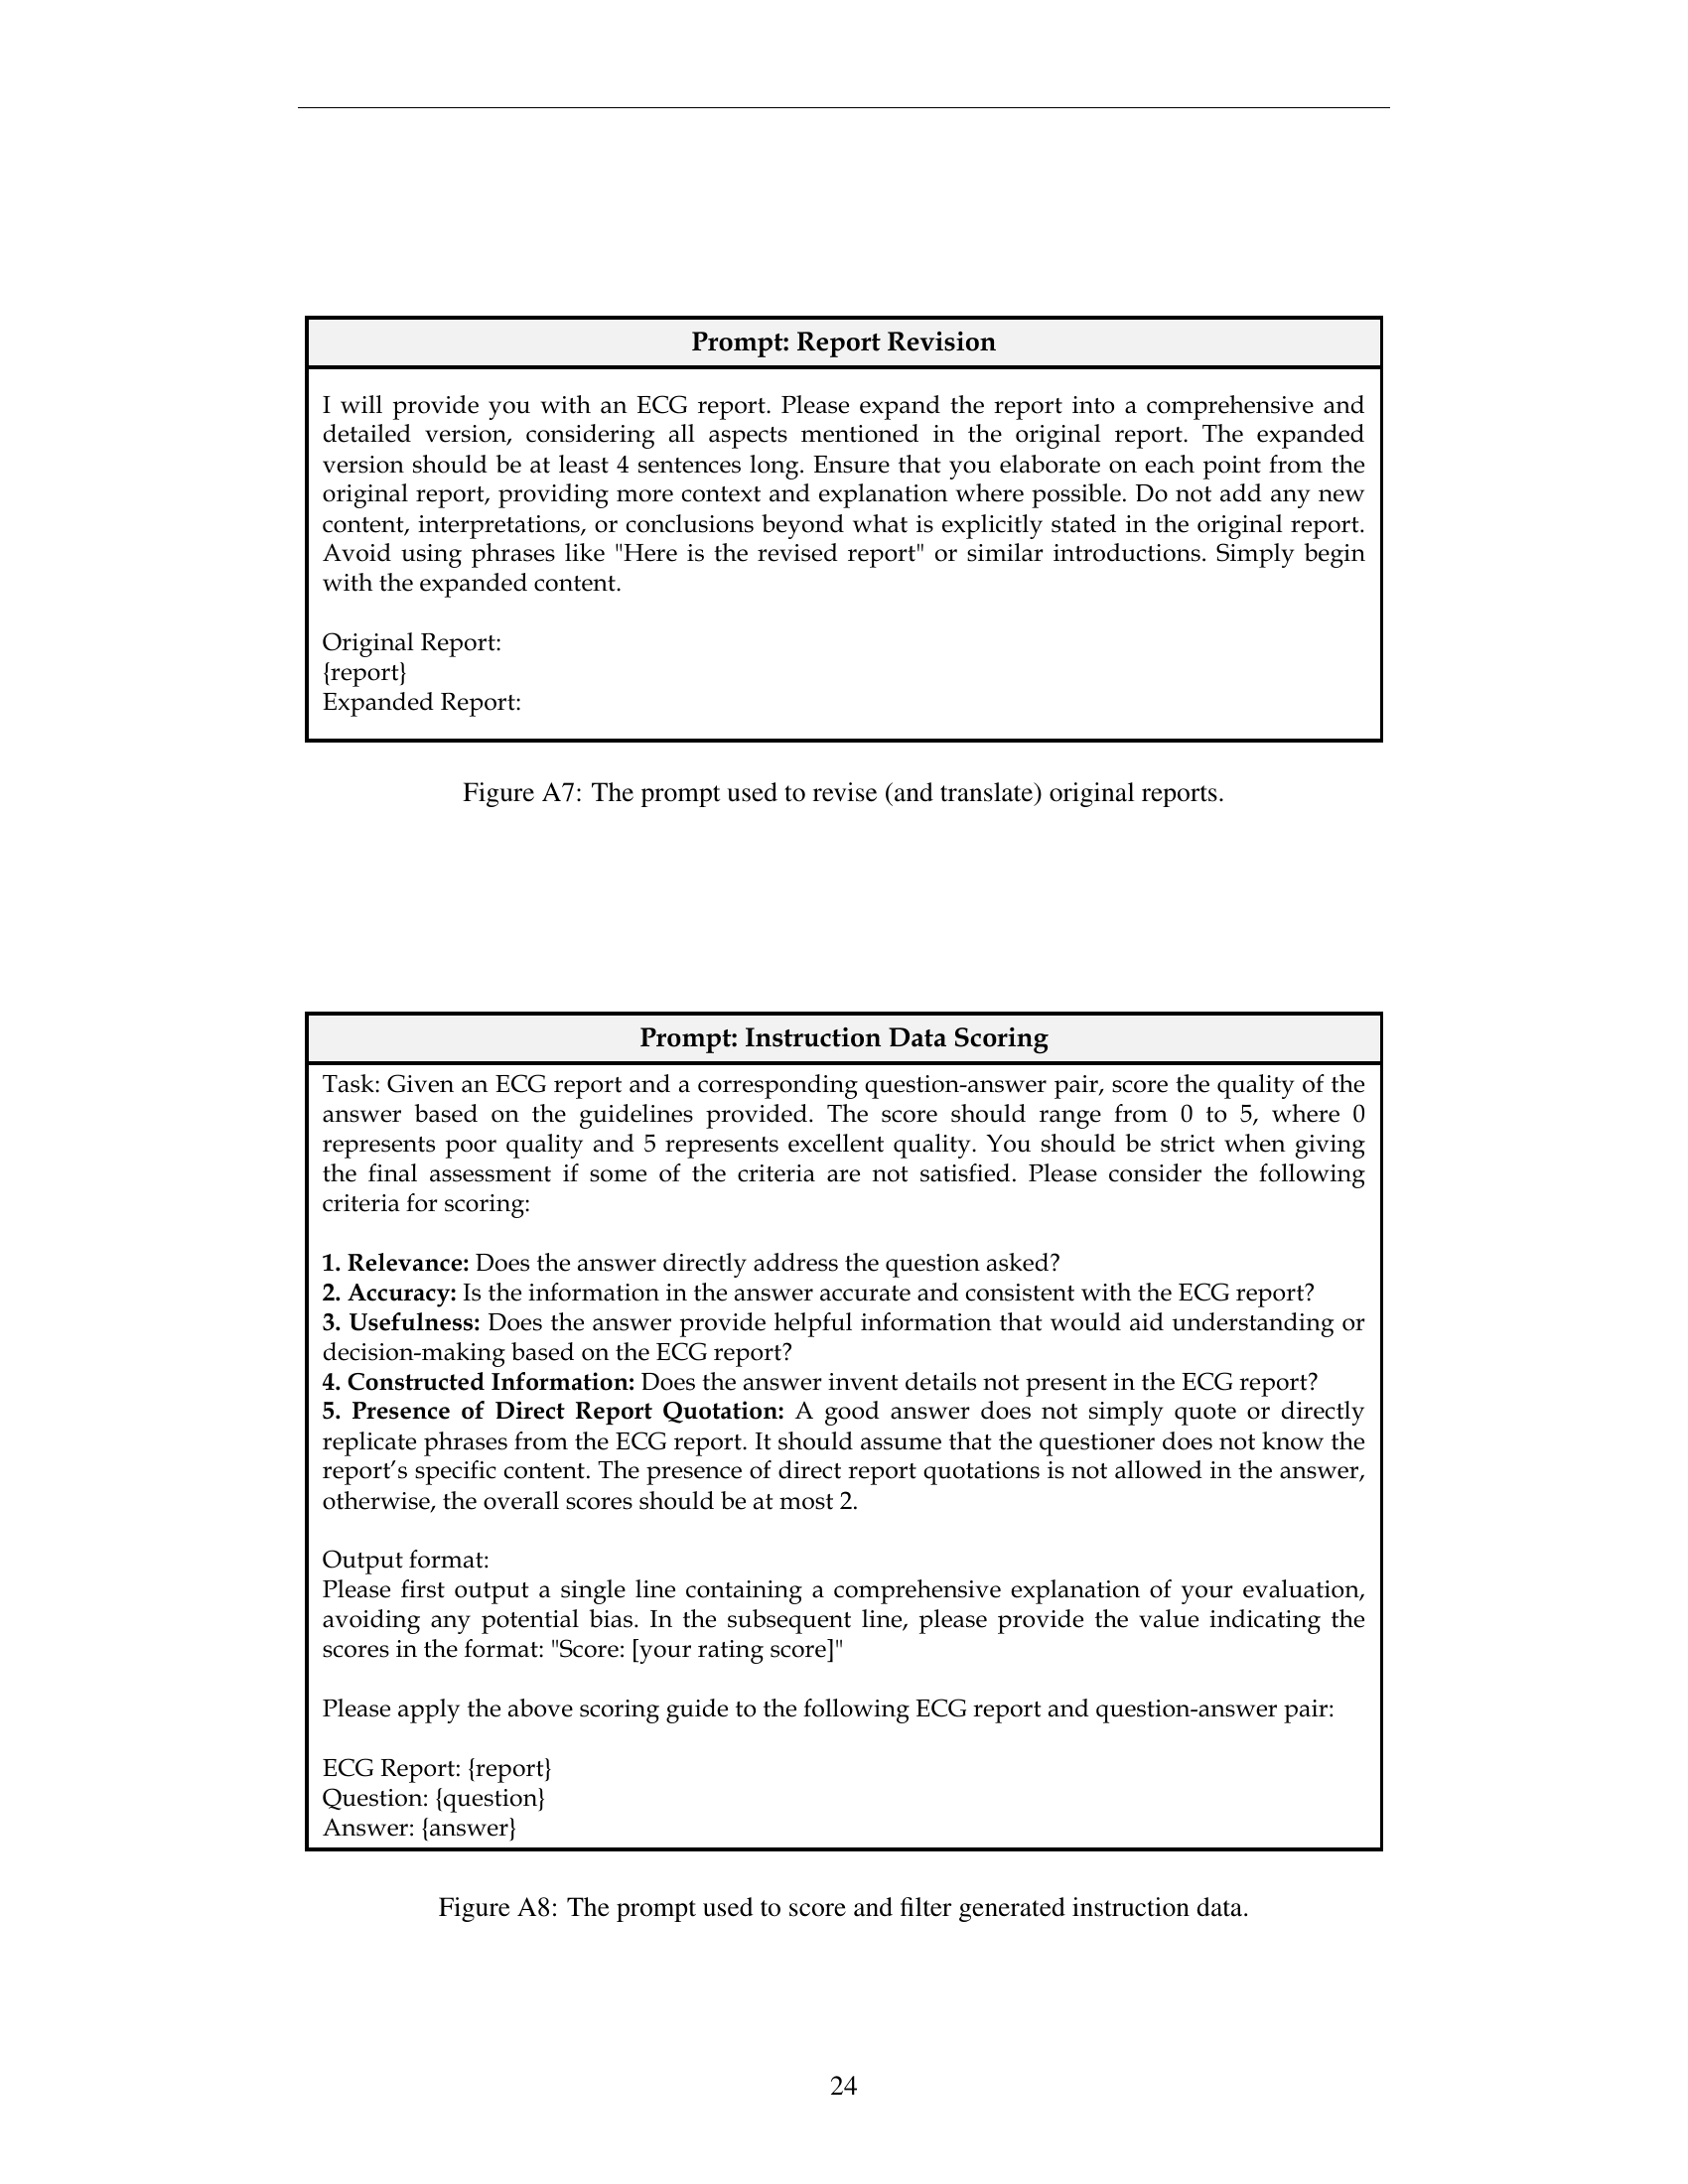 Prompt: Report Revision
I will provide you with an ECG report. Please expand the report into a comprehensive and
detailed version, considering all aspects mentioned in the original report. The expanded
version should be at least 4 sentences long. Ensure that you elaborate on each point from the
original report, providing more context and explanation where possible. Do not add any new
content, interpretations, or conclusions beyond what is explicitly stated in the original report.
Avoid using phrases like "Here is the revised report" or similar introductions. Simply begin
with the expanded content.
Original Report:
{report}
Expanded Report:
Figure A7: The prompt used to revise (and translate) original reports.
Prompt: Instruction Data Scoring
Task: Given an ECG report and a corresponding question-answer pair, score the quality of the
answer based on the guidelines provided. The score should range from 0 to 5, where 0
represents poor quality and 5 represents excellent quality. You should be strict when giving
the final assessment if some of the criteria are not satisfied. Please consider the following
criteria for scoring:
1. Relevance: Does the answer directly address the question asked?
2. Accuracy: Is the information in the answer accurate and consistent with the ECG report?
3. Usefulness: Does the answer provide helpful information that would aid understanding or
decision-making based on the ECG report?
4. Constructed Information: Does the answer invent details not present in the ECG report?
5. Presence of Direct Report Quotation: A good answer does not simply quote or directly
replicate phrases from the ECG report. It should assume that the questioner does not know the
report's specific content. The presence of direct report quotations is not allowed in the answer,
otherwise, the overall scores should be at most 2.
Output format:
Please first output a single line containing a comprehensive explanation of your evaluation,
avoiding any potential bias. In the subsequent line, please provide the value indicating the
scores in the format: "Score: [your rating score]"
Please apply the above scoring guide to the following ECG report and question-answer pair:
ECG Report: {report}
Question: {question}
Answer: {answer}
Figure A8: The prompt used to score and filter generated instruction data.
24